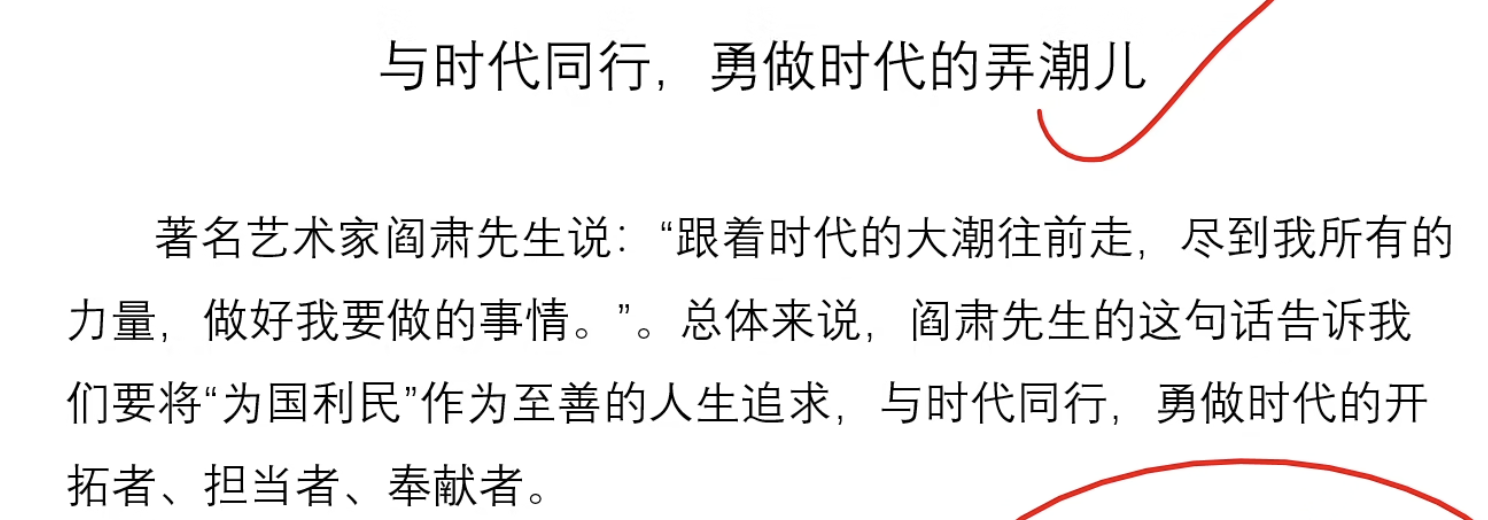 与时代同行，勇做时代的弄潮儿
著名艺术家阎肃先生说：“跟着时代的大潮往前走，尽到我所有的
力量，做好我要做的事情。”。总体来说，阎肃先生的这句话告诉我
们要将“为国利民”作为至善的人生追求，与时代同行，勇做时代的开
拓者、担当者、奉献者。